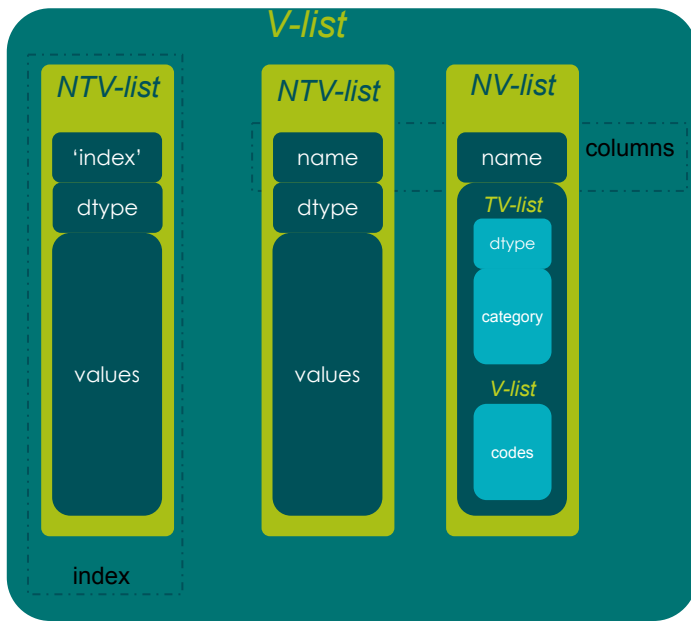 V-list
NTV-list
‘index’
dtype
values
index
NTV-list
name
dtype
values
NV-list
name
columns
TV-list
dtype
category
V-list
codes